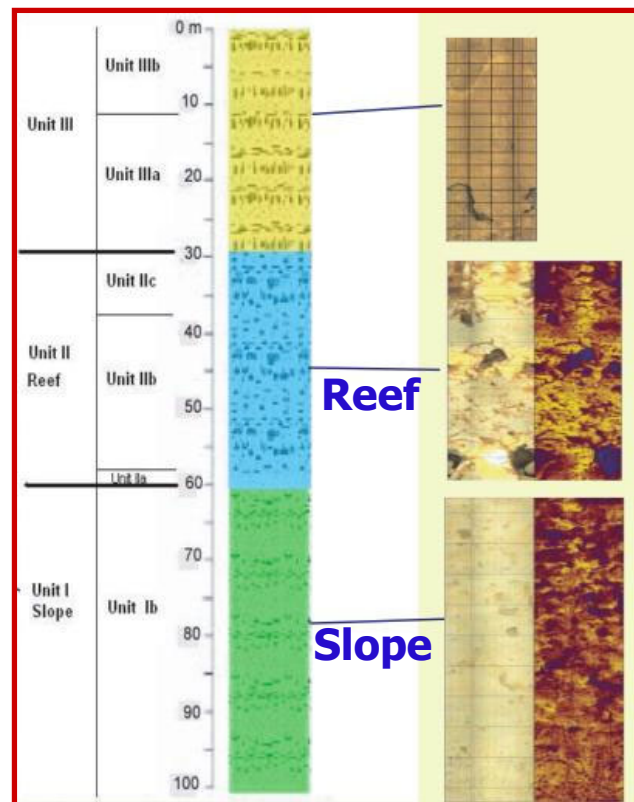 Unit III
Unit IIIb
Unit IIIa
Unit II
Reef
Unit IIc
Unit IIb
Unit IIa
Unit I
Slope
Unit Ib
0 m
10
20
30
40
50
60
70
80
90
100
Reef
Slope